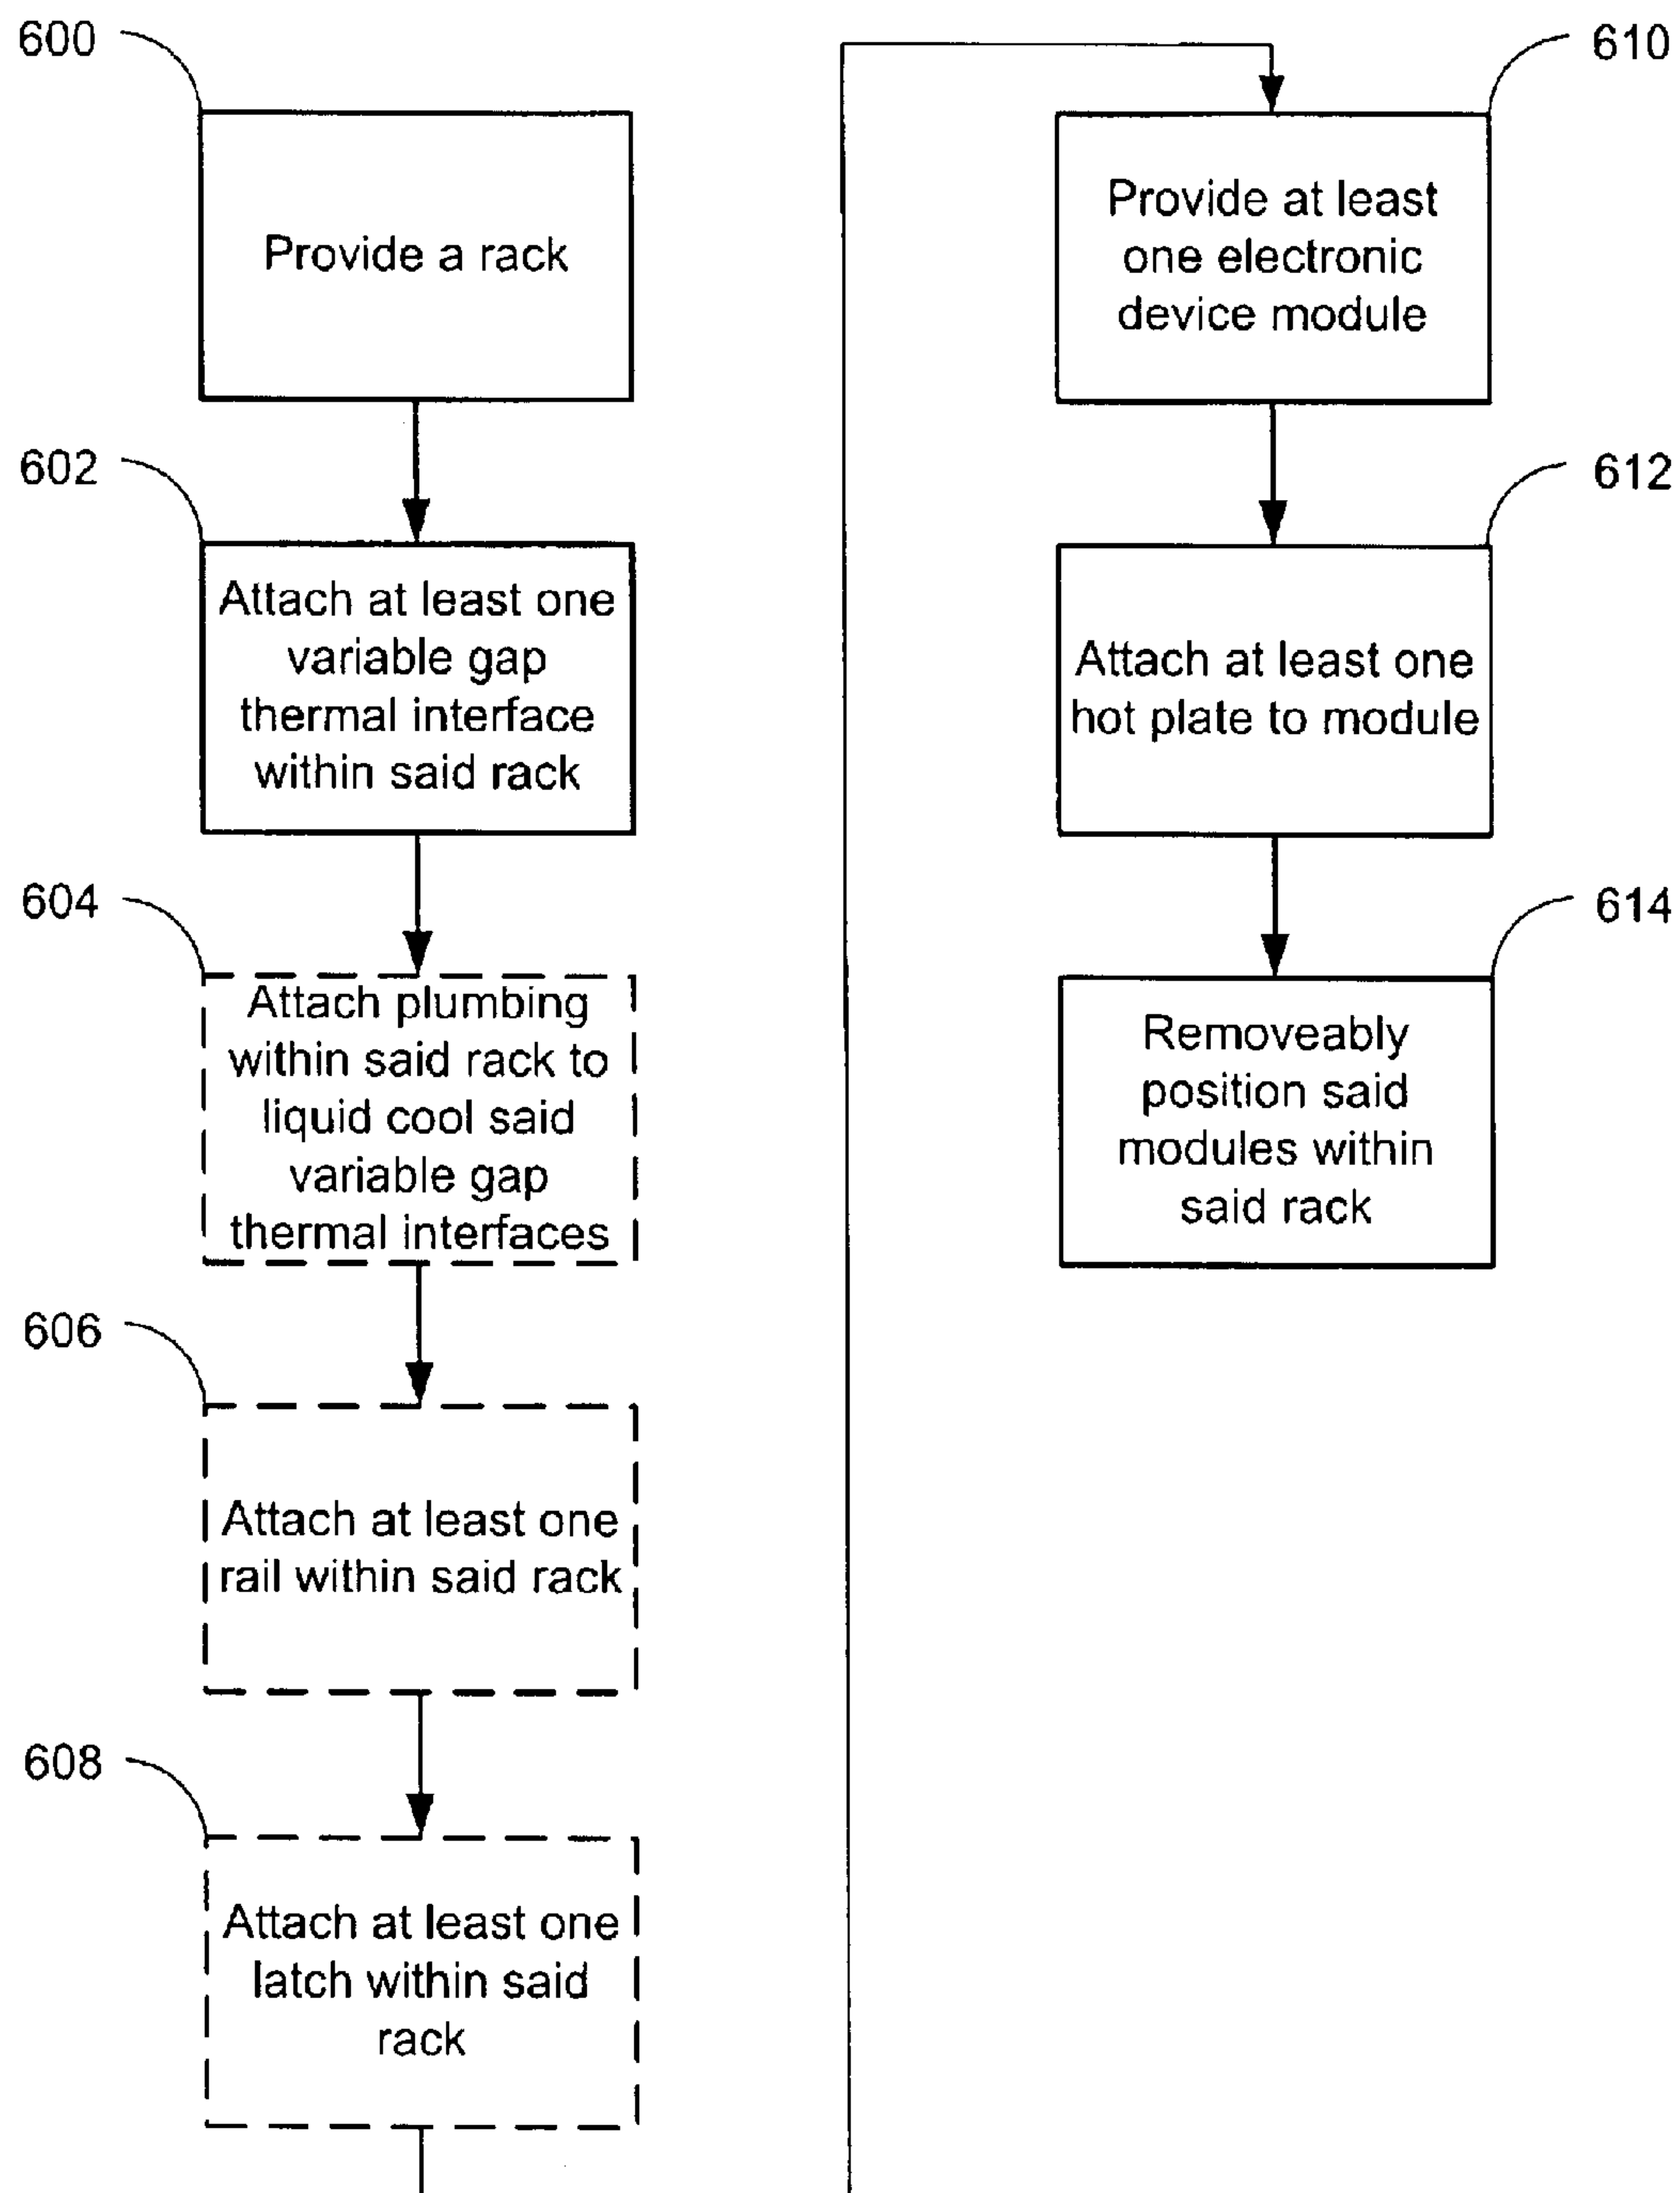 600
Provide a rack
602
Attach at least one
variable gap
thermal interface
within said rack
604
Attach plumbing
within said rack to
liquid cool said
variable gap
thermal interfaces
606
Attach at least one
rail within said rack
608
Attach at least one
latch within said
rack
610
Provide at least
one electronic
device module
612
Attach at least one
hot plate to module
614
Removeably
position said
modules within
said rack